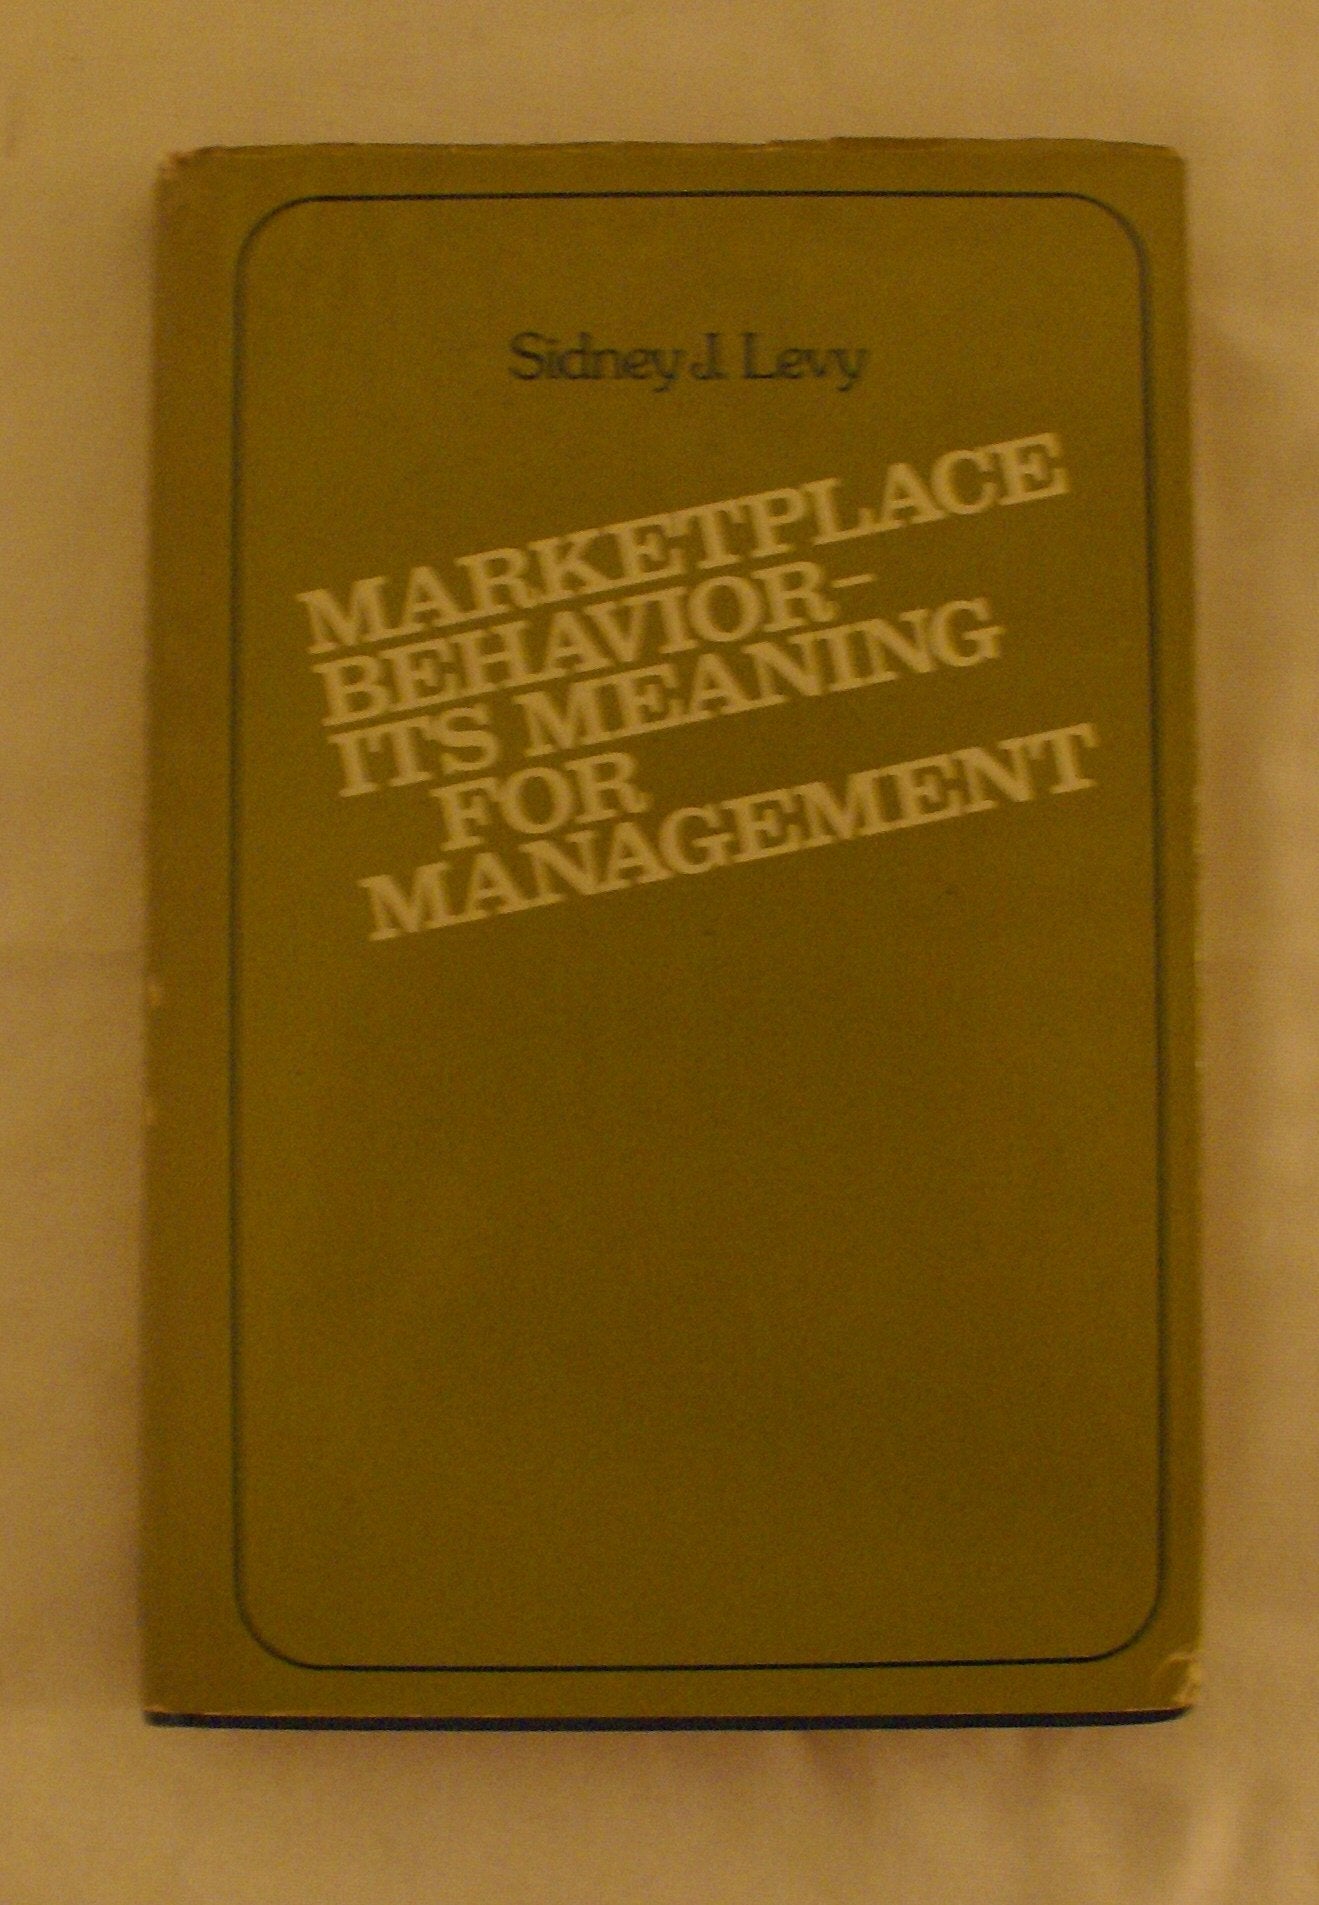 Sidney J. Levy
MARKETPLACE
BEHAVIOR–
ITS MEANING
FOR
MANAGEMENT